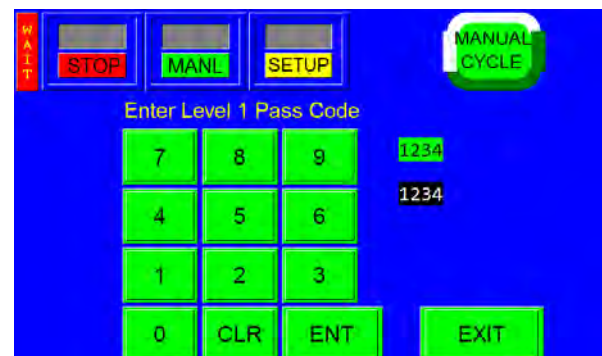 WAIT
STOP
MANL
SETUP
MANUAL
CYCLE
Enter Level 1 Pass Code
7 8 9 1234
1234
4 5 6
1 2 3
0 CLR ENT EXIT